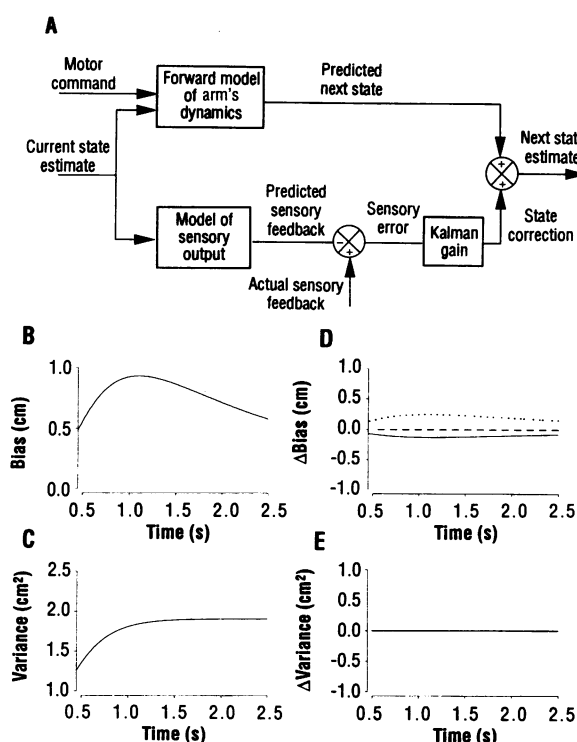 A
Motor
command
Forward model
of arm's
dynamics
Predicted
next state
Current state
estimate
Next state
estimate
Model of
sensory
output
Predicted
sensory
feedback
Sensory
error
Kalman
gain
State
correction
Actual sensory
feedback
B
Bias (cm)
1.0
0.5
0.0
0.5 1.0 1.5 2.0 2.5
Time (s)
D
ΔBias (cm)
1.0
0.5
0.0
-0.5
-1.0
0.5 1.0 1.5 2.0 2.5
Time (s)
C
Variance (cm²)
2.0
1.5
1.0
0.5 1.0 1.5 2.0 2.5
Time (s)
E
ΔVariance (cm²)
1.0
0.5
0.0
-0.5
-1.0
0.5 1.0 1.5 2.0 2.5
Time (s)